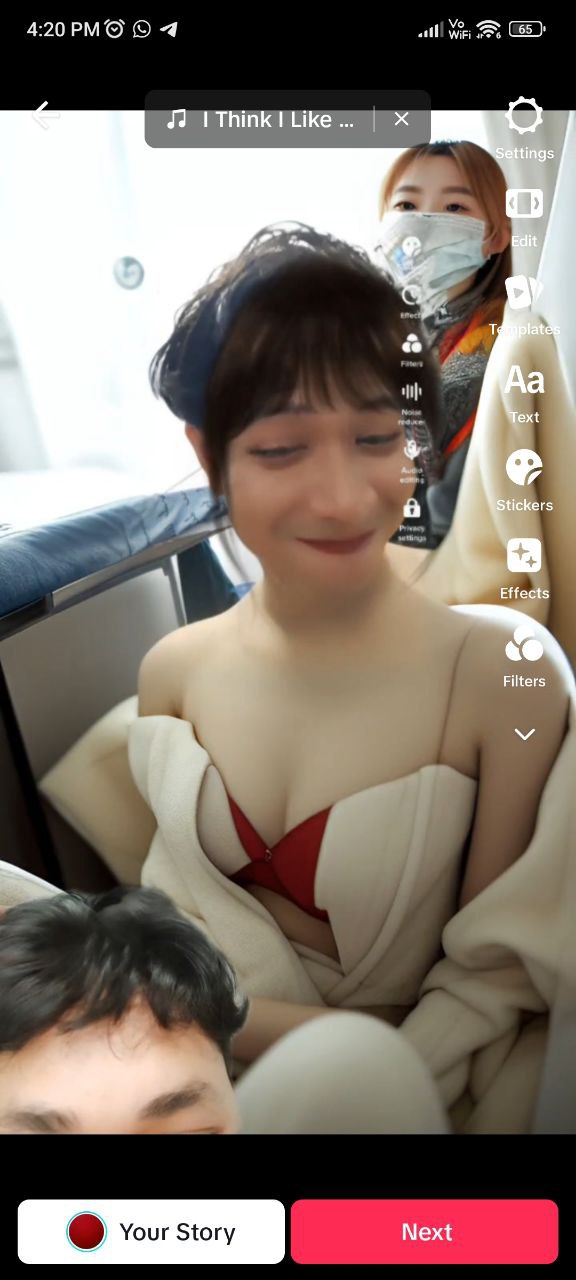 4:20 PM
Vo
WiFi
6
65
I Think I Like ...
Settings
Edit
Templates
Aa
Text
Stickers
Effects
Filters
Effects
Filters
Noise
reducer
Audio
editing
Privacy
settings
Your Story
Next